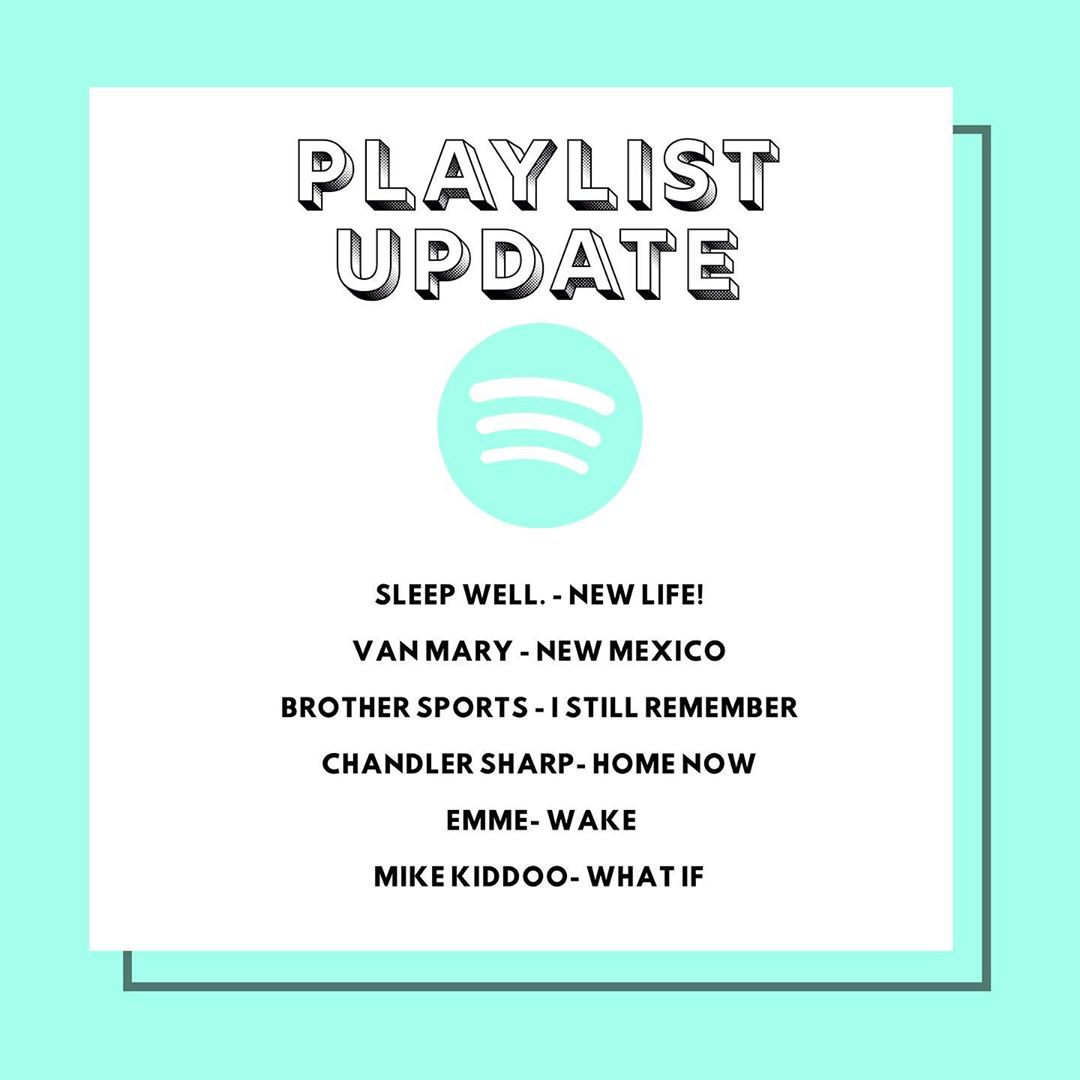 PLAYLIST
UPDATE
SLEEP WELL. - NEW LIFE!
VAN MARY - NEW MEXICO
BROTHER SPORTS - I STILL REMEMBER
CHANDLER SHARP- HOME NOW
EMME- WAKE
MIKE KIDDOO- WHAT IF